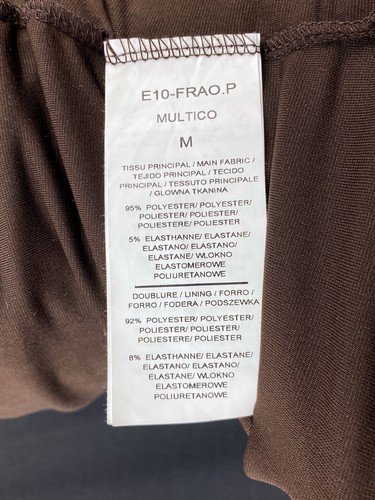 E10-FRAO.P
MULTICO
M
TISSU PRINCIPAL / MAIN FABRIC /
TEJIDO PRINCIPAL / TECIDO
PRINCIPAL / TESSUTO PRINCIPALE
/ GLOWNA TKANINA
95% POLYESTER/ POLYESTER/
POLIESTER/ POLIESTER/
POLIESTERE/ POLIESTER
5% ELASTHANNE/ ELASTANE/
ELASTANO/ ELASTANO/
ELASTANE/ WLOKNO
ELASTOMEROWE
POLIURETANOWE
DOUBLURE / LINING / FORRO /
FORRO / FODERA / PODSZEWKA
92% POLYESTER/ POLYESTER/
POLIESTER/ POLIESTER/
POLIESTERE/ POLIESTER
8% ELASTHANNE/ ELASTANE/
ELASTANO/ ELASTANO/
ELASTANE/ WLOKNO
ELASTOMEROWE
POLIURETANOWE